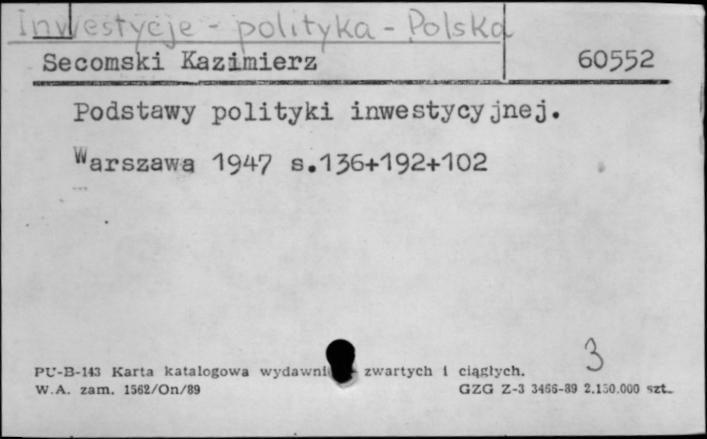 Inwestycje - polityka - Polska
Secomski Kazimierz 60552
Podstawy polityki inwestycyjnej.
Warszawa 1947 s.136+192+102
3
PU-B-143 Karta katalogowa zwartych i ciągłych.
W.A. zam. 1562/On/89 GZG Z-3 3466-89 2.150.000 szt.